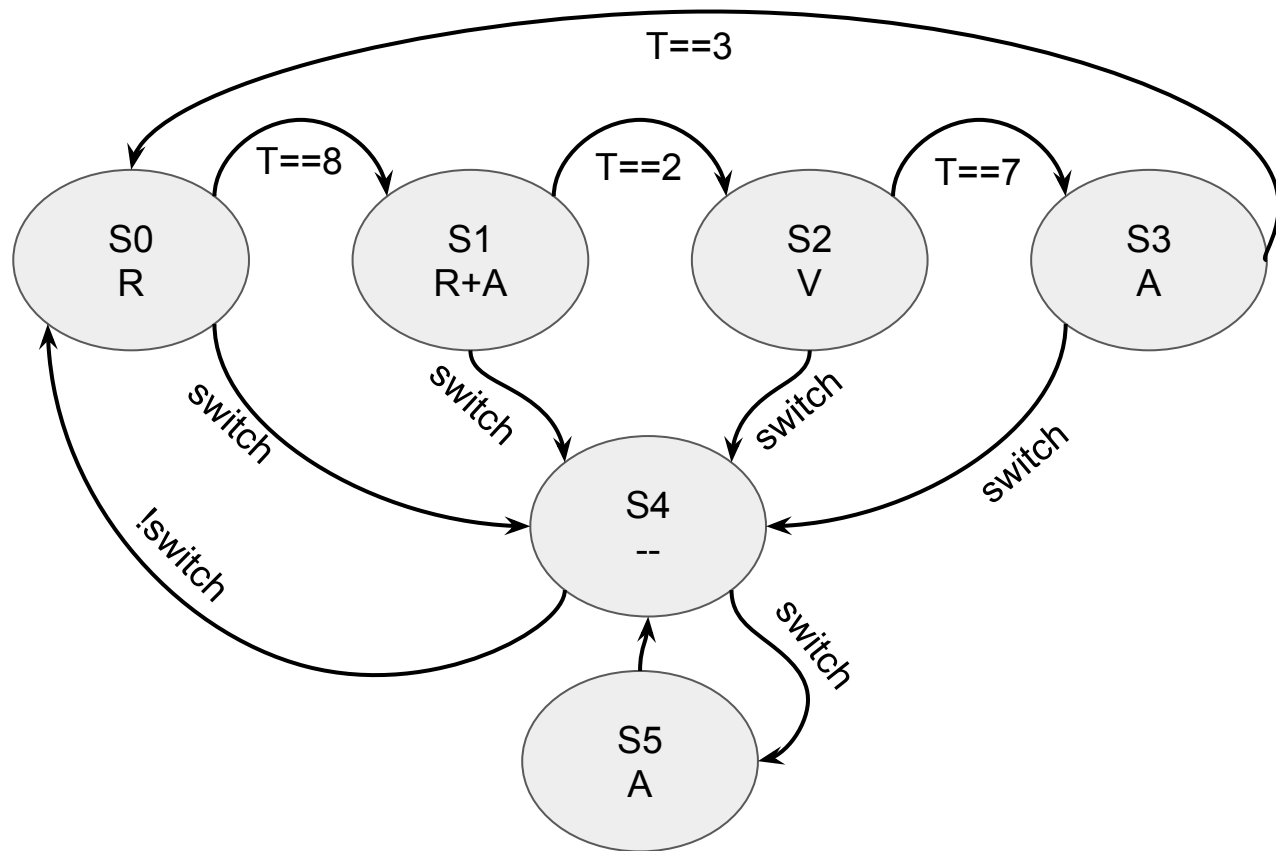 T==3
T==8
T==2
T==7
S0
R
S1
R+A
S2
V
S3
A
switch
switch
switch
switch
S4
--
!switch
switch
S5
A